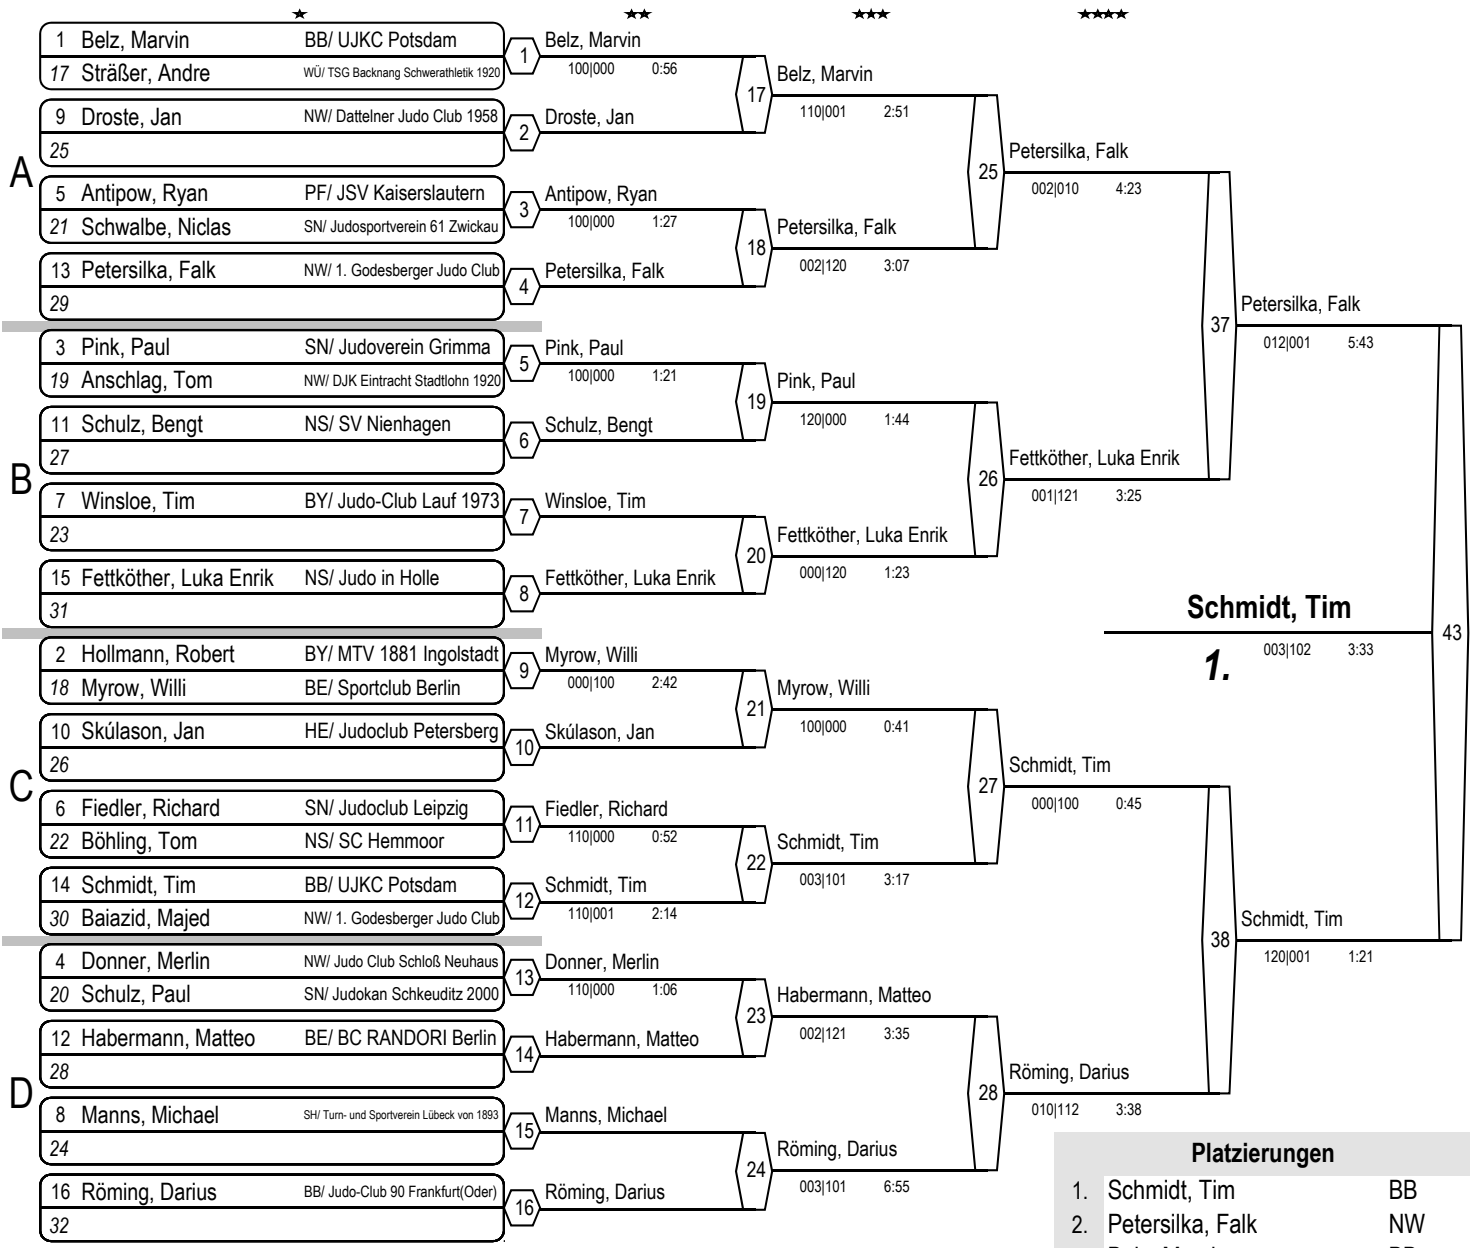 ★ ★★ ★★★ ★★★★
A
1 Belz, Marvin BB/ UJKC Potsdam
17 Sträßer, Andre WÜ/ TSG Backnang Schwerathletik 1920
9 Droste, Jan NW/ Dattelner Judo Club 1958
25
5 Antipow, Ryan PF/ JSV Kaiserslautern
21 Schwalbe, Niclas SN/ Judosportverein 61 Zwickau
13 Petersilka, Falk NW/ 1. Godesberger Judo Club
29
B
3 Pink, Paul SN/ Judoverein Grimma
19 Anschlag, Tom NW/ DJK Eintracht Stadtlohn 1920
11 Schulz, Bengt NS/ SV Nienhagen
27
7 Winsloe, Tim BY/ Judo-Club Lauf 1973
23
15 Fettköther, Luka Enrik NS/ Judo in Holle
31
C
2 Hollmann, Robert BY/ MTV 1881 Ingolstadt
18 Myrow, Willi BE/ Sportclub Berlin
10 Skúlason, Jan HE/ Judoclub Petersberg
26
6 Fiedler, Richard SN/ Judoclub Leipzig
22 Böhling, Tom NS/ SC Hemmoor
14 Schmidt, Tim BB/ UJKC Potsdam
30 Baiazid, Majed NW/ 1. Godesberger Judo Club
D
4 Donner, Merlin NW/ Judo Club Schloß Neuhaus
20 Schulz, Paul SN/ Judokan Schkeuditz 2000
12 Habermann, Matteo BE/ BC RANDORI Berlin
28
8 Manns, Michael SH/ Turn- und Sportverein Lübeck von 1893
24
16 Röming, Darius BB/ Judo-Club 90 Frankfurt(Oder)
32
1 Belz, Marvin
100|000 0:56
2 Droste, Jan
3 Antipow, Ryan
100|000 1:27
4 Petersilka, Falk
5 Pink, Paul
100|000 1:21
6 Schulz, Bengt
7 Winsloe, Tim
8 Fettköther, Luka Enrik
9 Myrow, Willi
000|100 2:42
10 Skúlason, Jan
11 Fiedler, Richard
110|000 0:52
12 Schmidt, Tim
110|001 2:14
13 Donner, Merlin
110|000 1:06
14 Habermann, Matteo
15 Manns, Michael
16 Röming, Darius
17 Belz, Marvin
110|001 2:51
18 Petersilka, Falk
002|120 3:07
19 Pink, Paul
120|000 1:44
20 Fettköther, Luka Enrik
000|120 1:23
21 Myrow, Willi
100|000 0:41
22 Schmidt, Tim
003|101 3:17
23 Habermann, Matteo
002|121 3:35
24 Röming, Darius
003|101 6:55
25 Petersilka, Falk
002|010 4:23
26 Fettköther, Luka Enrik
001|121 3:25
27 Schmidt, Tim
000|100 0:45
28 Röming, Darius
010|112 3:38
37 Petersilka, Falk
012|001 5:43
38 Schmidt, Tim
120|001 1:21
43 Schmidt, Tim
1. 003|102 3:33
Platzierungen
1. Schmidt, Tim BB
2. Petersilka, Falk NW